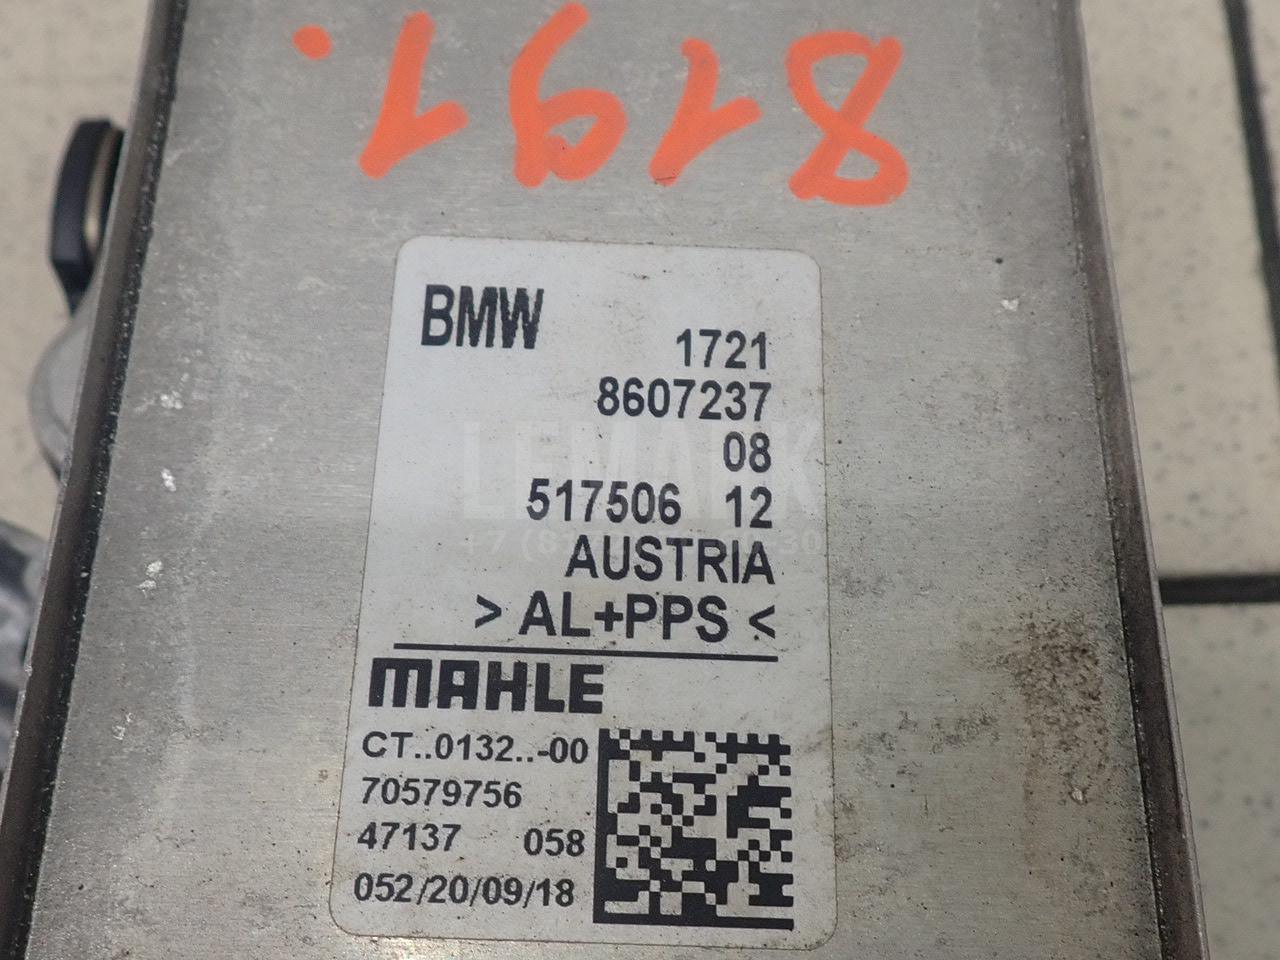 8191.
BMW
1721
8607237
08
517506 12
AUSTRIA
> AL+PPS <
MAHLE
CT..0132..-00
70579756
47137 058
052/20/09/18
LEMARK